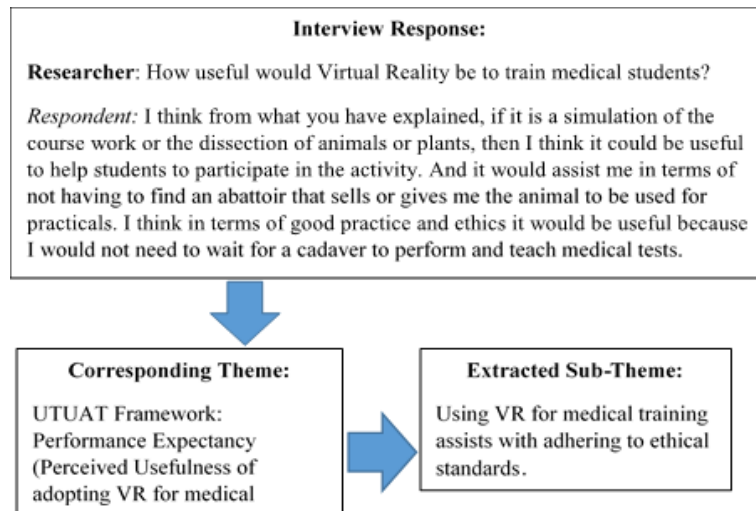 Interview Response:
Researcher: How useful would Virtual Reality be to train medical students?
Respondent: I think from what you have explained, if it is a simulation of the
course work or the dissection of animals or plants, then I think it could be useful
to help students to participate in the activity. And it would assist me in terms of
not having to find an abattoir that sells or gives me the animal to be used for
practicals. I think in terms of good practice and ethics it would be useful because
I would not need to wait for a cadaver to perform and teach medical tests.
Corresponding Theme:
UTUAT Framework:
Performance Expectancy
(Perceived Usefulness of
adopting VR for medical
Extracted Sub-Theme:
Using VR for medical training
assists with adhering to ethical
standards.